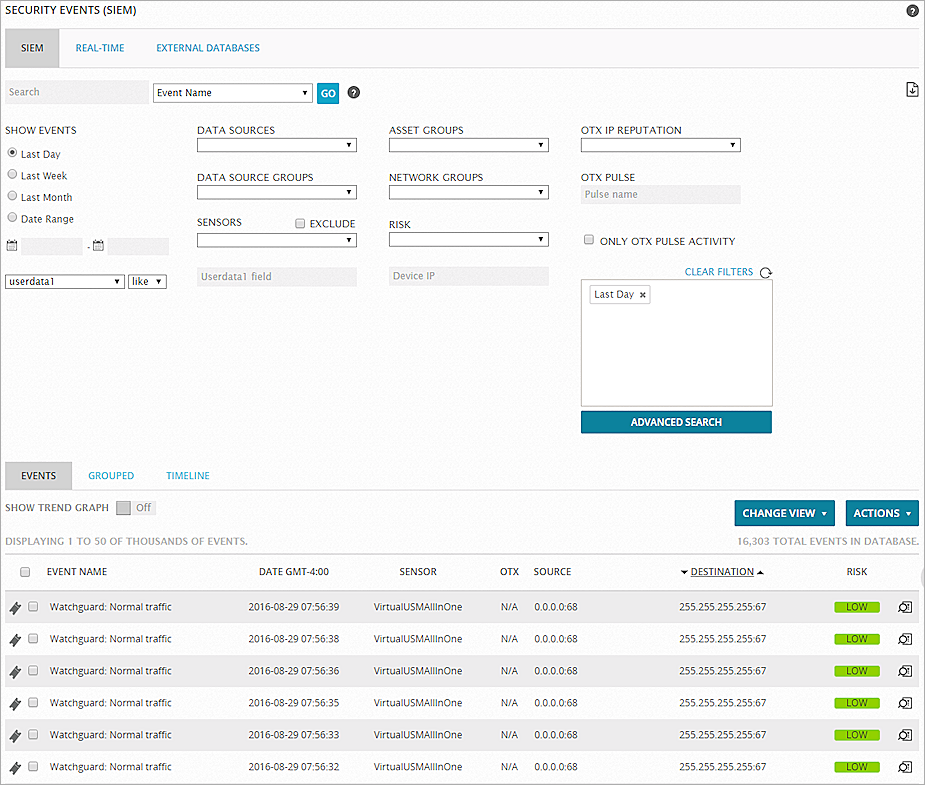 SECURITY EVENTS (SIEM)
?
SIEM REAL-TIME EXTERNAL DATABASES
Search Event Name GO ?
SHOW EVENTS DATA SOURCES ASSET GROUPS OTX IP REPUTATION
Last Day
Last Week DATA SOURCE GROUPS NETWORK GROUPS OTX PULSE
Last Month Pulse name
Date Range SENSORS EXCLUDE RISK
- ONLY OTX PULSE ACTIVITY
userdata1 like Userdata1 field Device IP CLEAR FILTERS
Last Day ×
ADVANCED SEARCH
EVENTS GROUPED TIMELINE
SHOW TREND GRAPH Off CHANGE VIEW ACTIONS
DISPLAYING 1 TO 50 OF THOUSANDS OF EVENTS. 16,303 TOTAL EVENTS IN DATABASE.
EVENT NAME DATE GMT-4:00 SENSOR OTX SOURCE DESTINATION RISK
Watchguard: Normal traffic 2016-08-29 07:56:39 VirtualUSMAllInOne N/A 0.0.0.0:68 255.255.255.255:67 LOW
Watchguard: Normal traffic 2016-08-29 07:56:38 VirtualUSMAllInOne N/A 0.0.0.0:68 255.255.255.255:67 LOW
Watchguard: Normal traffic 2016-08-29 07:56:36 VirtualUSMAllInOne N/A 0.0.0.0:68 255.255.255.255:67 LOW
Watchguard: Normal traffic 2016-08-29 07:56:35 VirtualUSMAllInOne N/A 0.0.0.0:68 255.255.255.255:67 LOW
Watchguard: Normal traffic 2016-08-29 07:56:33 VirtualUSMAllInOne N/A 0.0.0.0:68 255.255.255.255:67 LOW
Watchguard: Normal traffic 2016-08-29 07:56:32 VirtualUSMAllInOne N/A 0.0.0.0:68 255.255.255.255:67 LOW